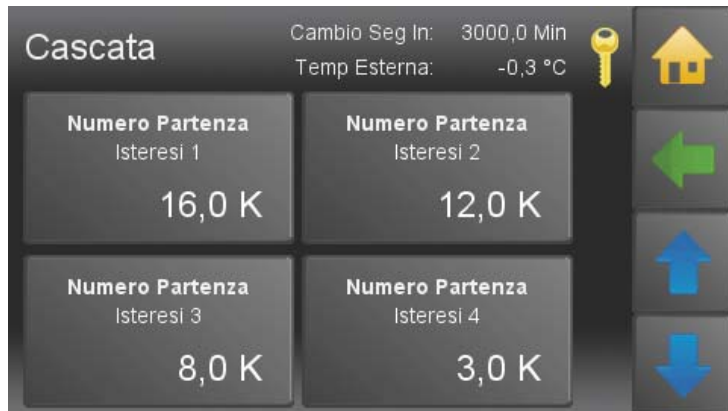 Cascata
Cambio Seg In: 3000,0 Min
Temp Esterna: -0,3 °C
Numero Partenza
Isteresi 1
16,0 K
Numero Partenza
Isteresi 2
12,0 K
Numero Partenza
Isteresi 3
8,0 K
Numero Partenza
Isteresi 4
3,0 K